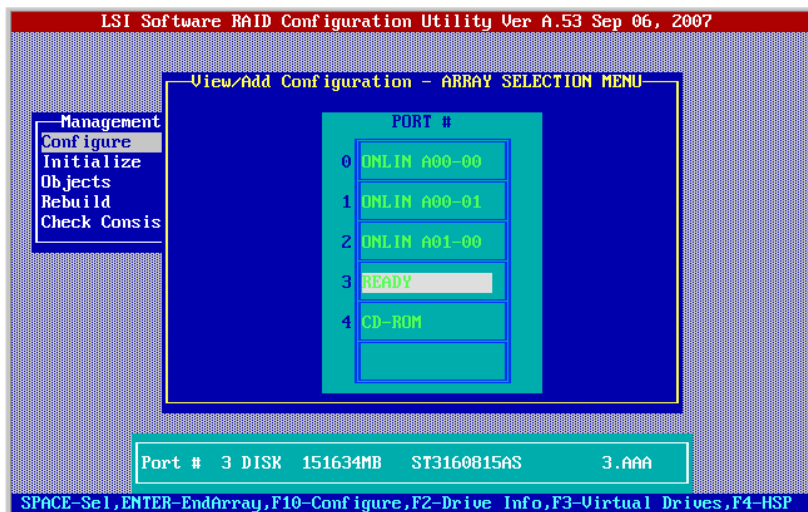 LSI Software RAID Configuration Utility Ver A.53 Sep 06, 2007
View/Add Configuration - ARRAY SELECTION MENU
Management
Configure
Initialize
Objects
Rebuild
Check Consis
PORT #
0 ONLIN A00-00
1 ONLIN A00-01
2 ONLIN A01-00
3 READY
4 CD-ROM
Port # 3 DISK 151634MB ST3160815AS 3.AAA
SPACE-Sel,ENTER-EndArray,F10-Configure,F2-Drive Info,F3-Virtual Drives,F4-HSP